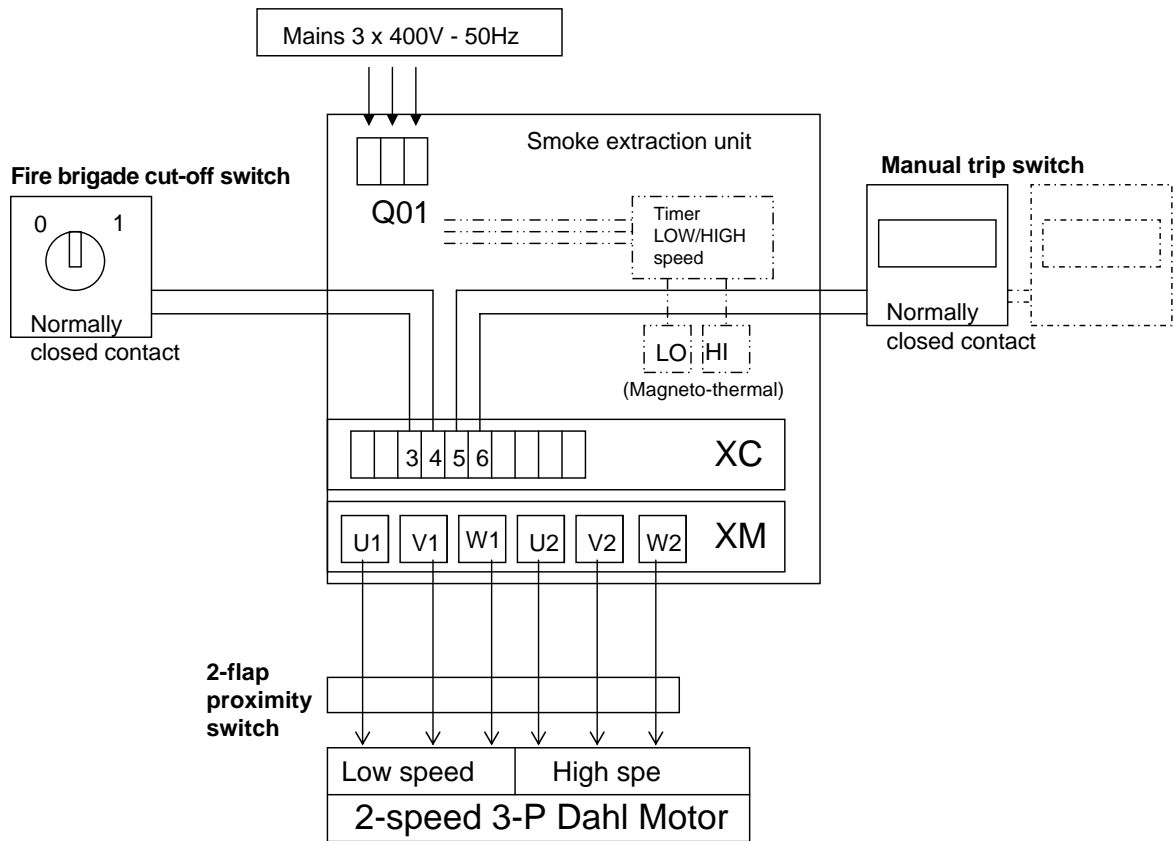 Mains 3 x 400V - 50Hz
Smoke extraction unit
Fire brigade cut-off switch
Manual trip switch
0 1
Q01
Timer
LOW/HIGH
speed
Normally
closed contact
Normally
closed contact
LO HI
(Magneto-thermal)
3 4 5 6
XC
U1 V1 W1 U2 V2 W2
XM
2-flap
proximity
switch
Low speed
High spe
2-speed 3-P Dahl Motor